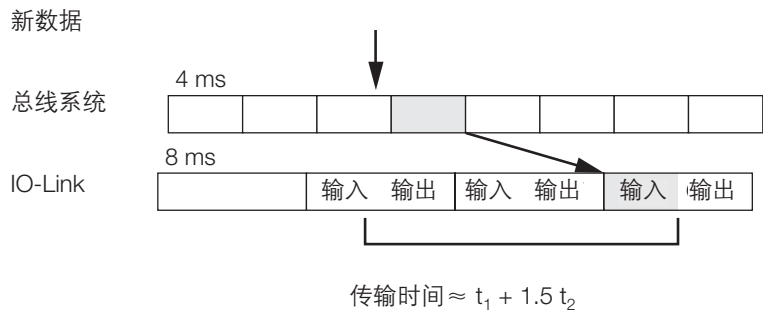 新数据
4 ms
总线系统
8 ms
IO-Link
输入 输出 输入 输出 输入 输出
传输时间≈ t₁ + 1.5 t₂